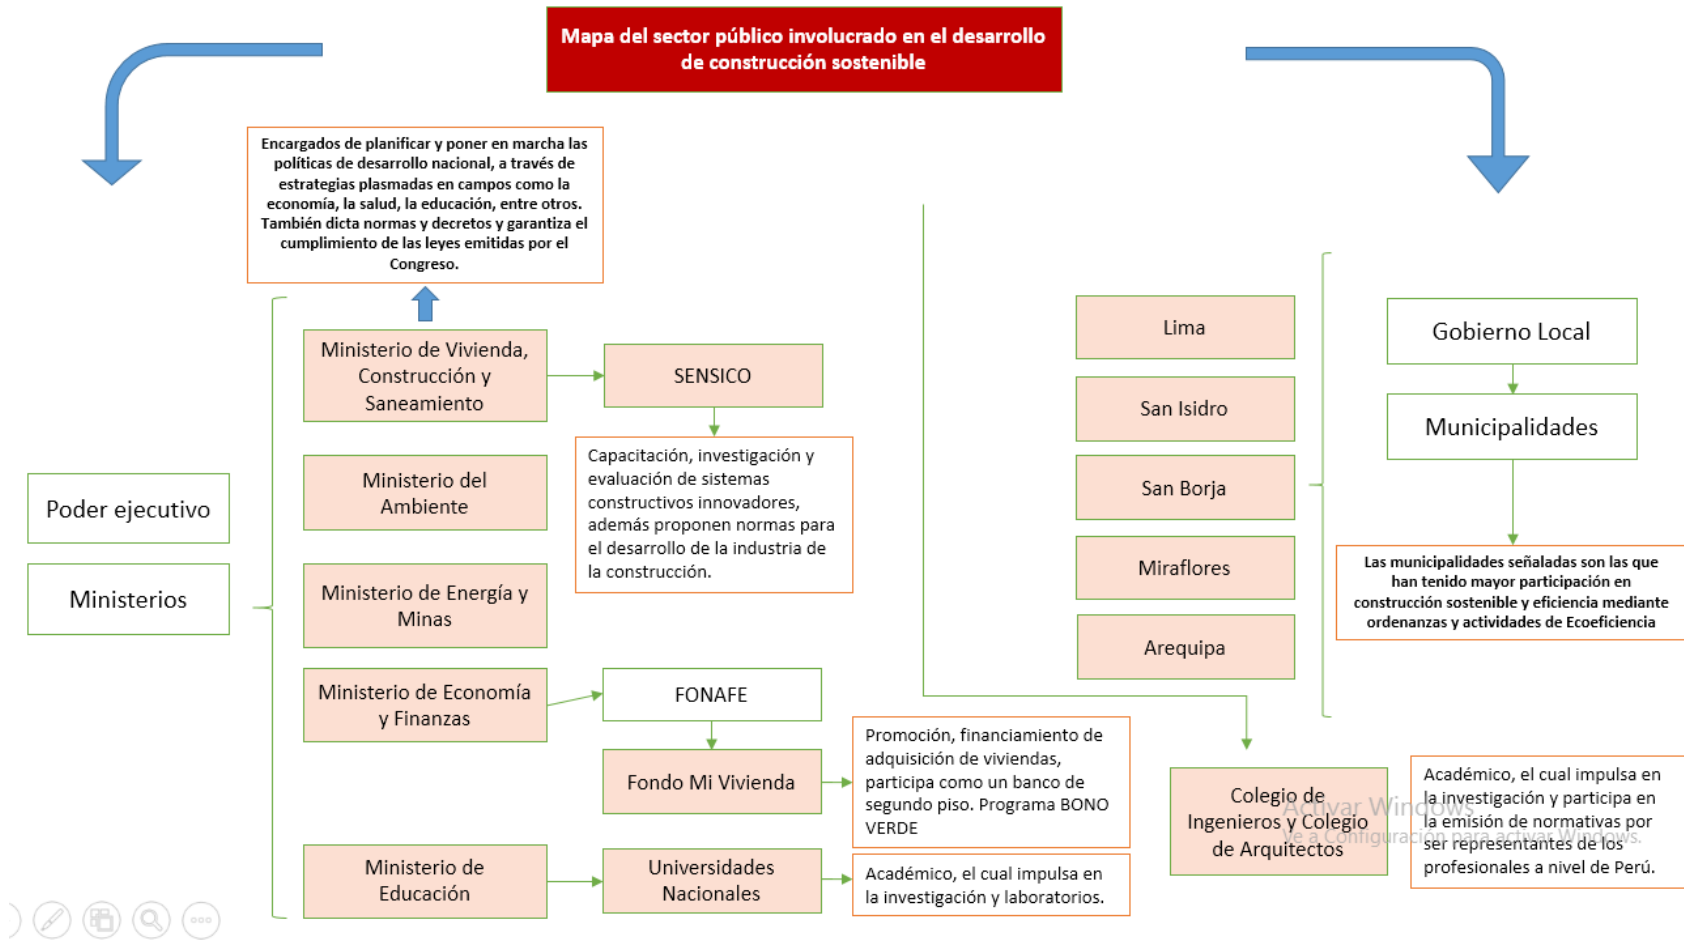 Mapa del sector público involucrado en el desarrollo
de construcción sostenible
Encargados de planificar y poner en marcha las
políticas de desarrollo nacional, a través de
estrategias plasmadas en campos como la
economía, la salud, la educación, entre otros.
También dicta normas y decretos y garantiza el
cumplimiento de las leyes emitidas por el
Congreso.
Poder ejecutivo
Ministerios
Ministerio de Vivienda,
Construcción y
Saneamiento
SENSICO
Capacitación, investigación y
evaluación de sistemas
constructivos innovadores,
además proponen normas para
el desarrollo de la industria de
la construcción.
Ministerio del
Ambiente
Ministerio de Energía y
Minas
Ministerio de Economía
y Finanzas
FONAFE
Fondo Mi Vivienda
Promoción, financiamiento de
adquisición de viviendas,
participa como un banco de
segundo piso. Programa BONO
VERDE
Ministerio de
Educación
Universidades
Nacionales
Académico, el cual impulsa en
la investigación y laboratorios.
Lima
San Isidro
San Borja
Miraflores
Arequipa
Gobierno Local
Municipalidades
Las municipalidades señaladas son las que
han tenido mayor participación en
construcción sostenible y eficiencia mediante
ordenanzas y actividades de Ecoeficiencia
Colegio de
Ingenieros y Colegio
de Arquitectos
Académico, el cual impulsa en
la investigación y participa en
la emisión de normativas por
ser representantes de los
profesionales a nivel de Perú.
Activar Windows
Ve a Configuración para activar Windows.